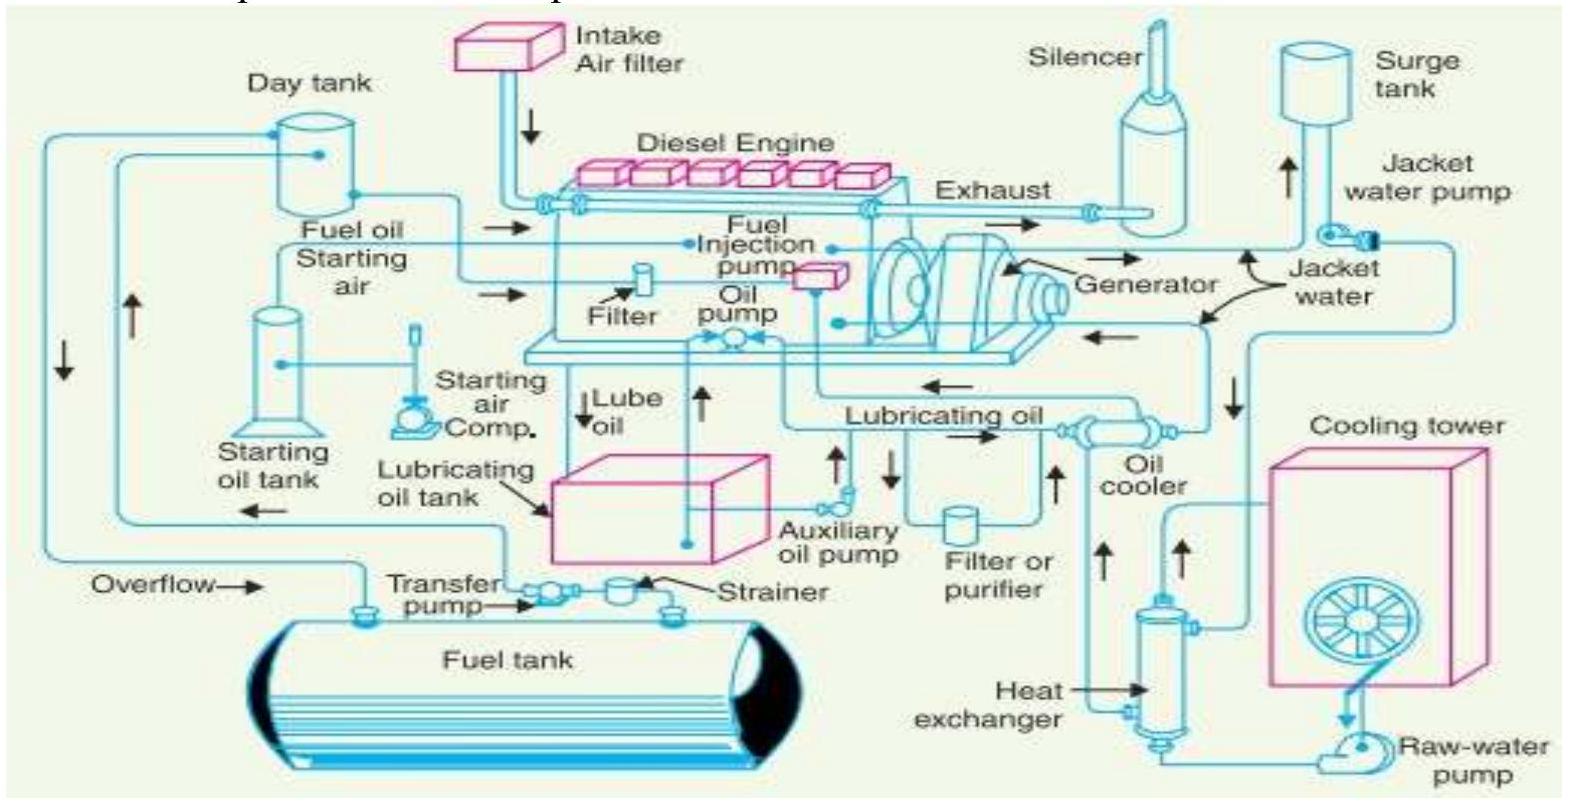 Intake
Air filter
Silencer
Surge
tank
Day tank
Diesel Engine
Jacket
water pump
Exhaust
Fuel oil
Starting
air
Fuel
Injection
pump
Generator
Jacket
water
Filter
Oil
pump
Starting
air
Comp.
Lube
oil
Lubricating oil
Cooling tower
Starting
oil tank
Lubricating
oil tank
Oil
cooler
Auxiliary
oil pump
Filter or
purifier
Overflow
Transfer
pump
Strainer
Fuel tank
Heat
exchanger
Raw-water
pump